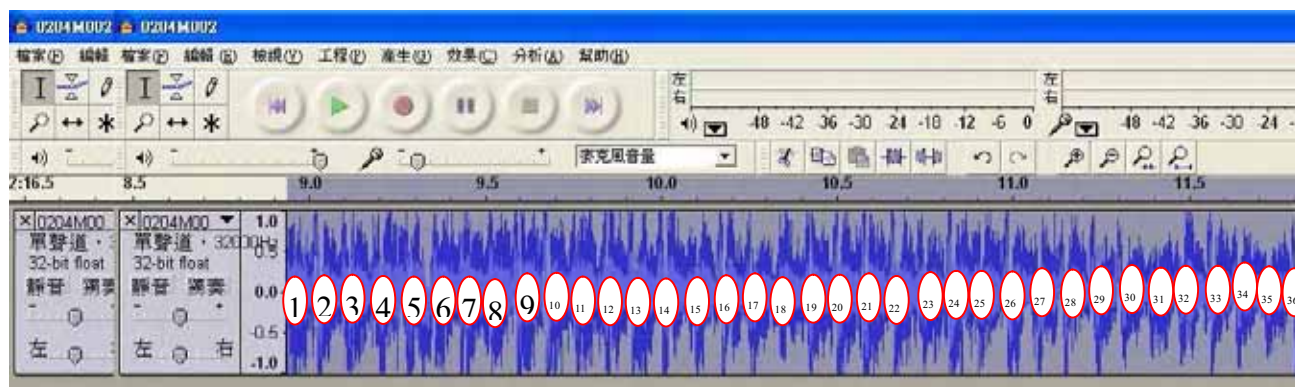 0204M002 0204M002
檔案(F) 編輯 檔案(F) 編輯(E) 檢視(V) 工程(P) 產生(G) 效果(C) 分析(A) 幫助(H)
左
右
-48 -42 -36 -30 -24 -18 -12 -6 0
左
右
-48 -42 -36 -30 -24 -
麥克風音量
2:16.5 8.5 9.0 9.5 10.0 10.5 11.0 11.5
×0204M00 ×0204M00 ▼ 1.0
單聲道, 單聲道, 32000Hz 0.5
32-bit float 32-bit float
靜音 獨奏 靜音 獨奏 0.0
- -
-0.5
左 左 右
-1.0
1 2 3 4 5 6 7 8 9 10 11 12 13 14 15 16 17 18 19 20 21 22 23 24 25 26 27 28 29 30 31 32 33 34 35 36